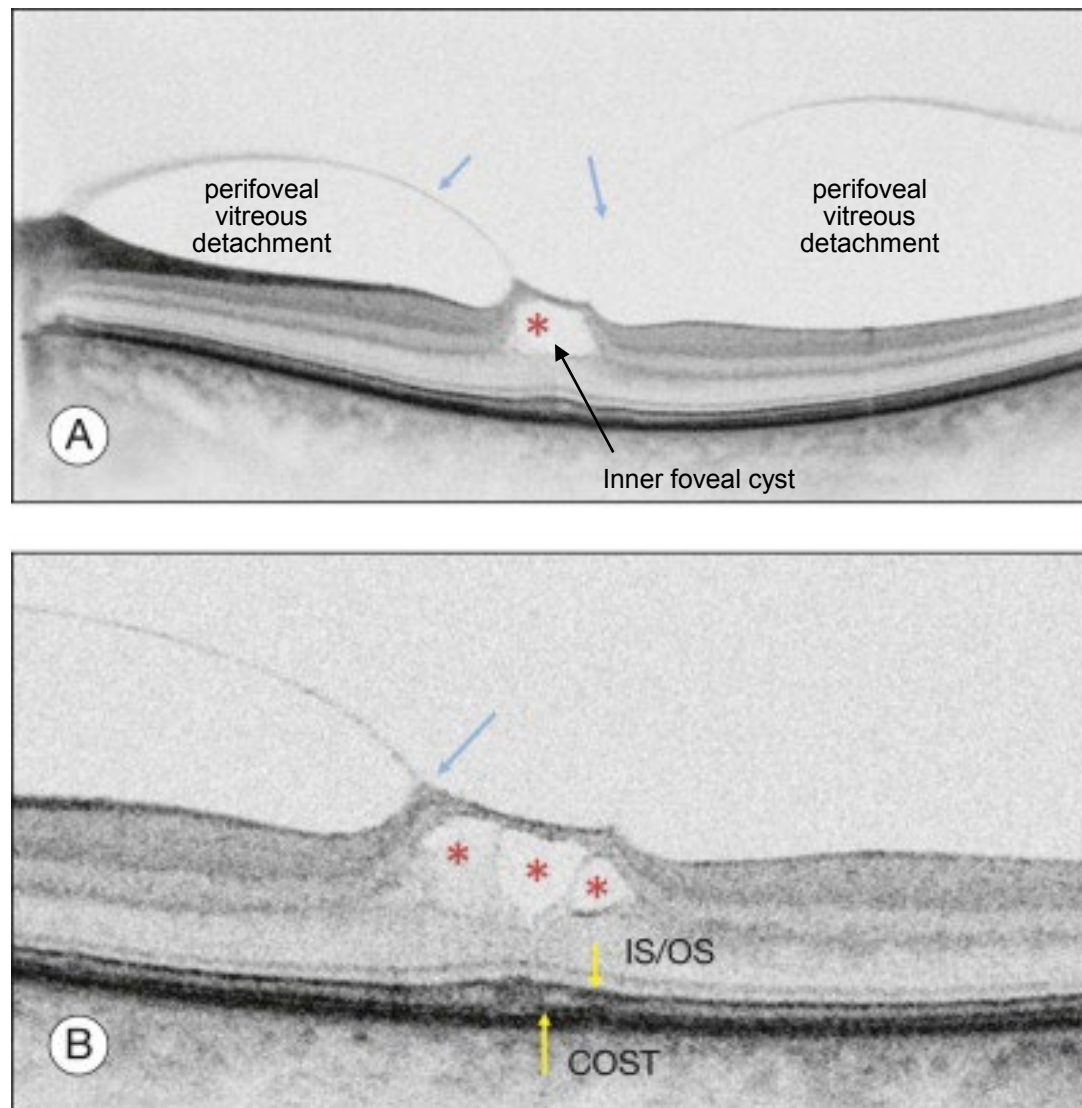 perifoveal
vitreous
detachment
perifoveal
vitreous
detachment
*
Inner foveal cyst
A
* * *
IS/OS
COST
B